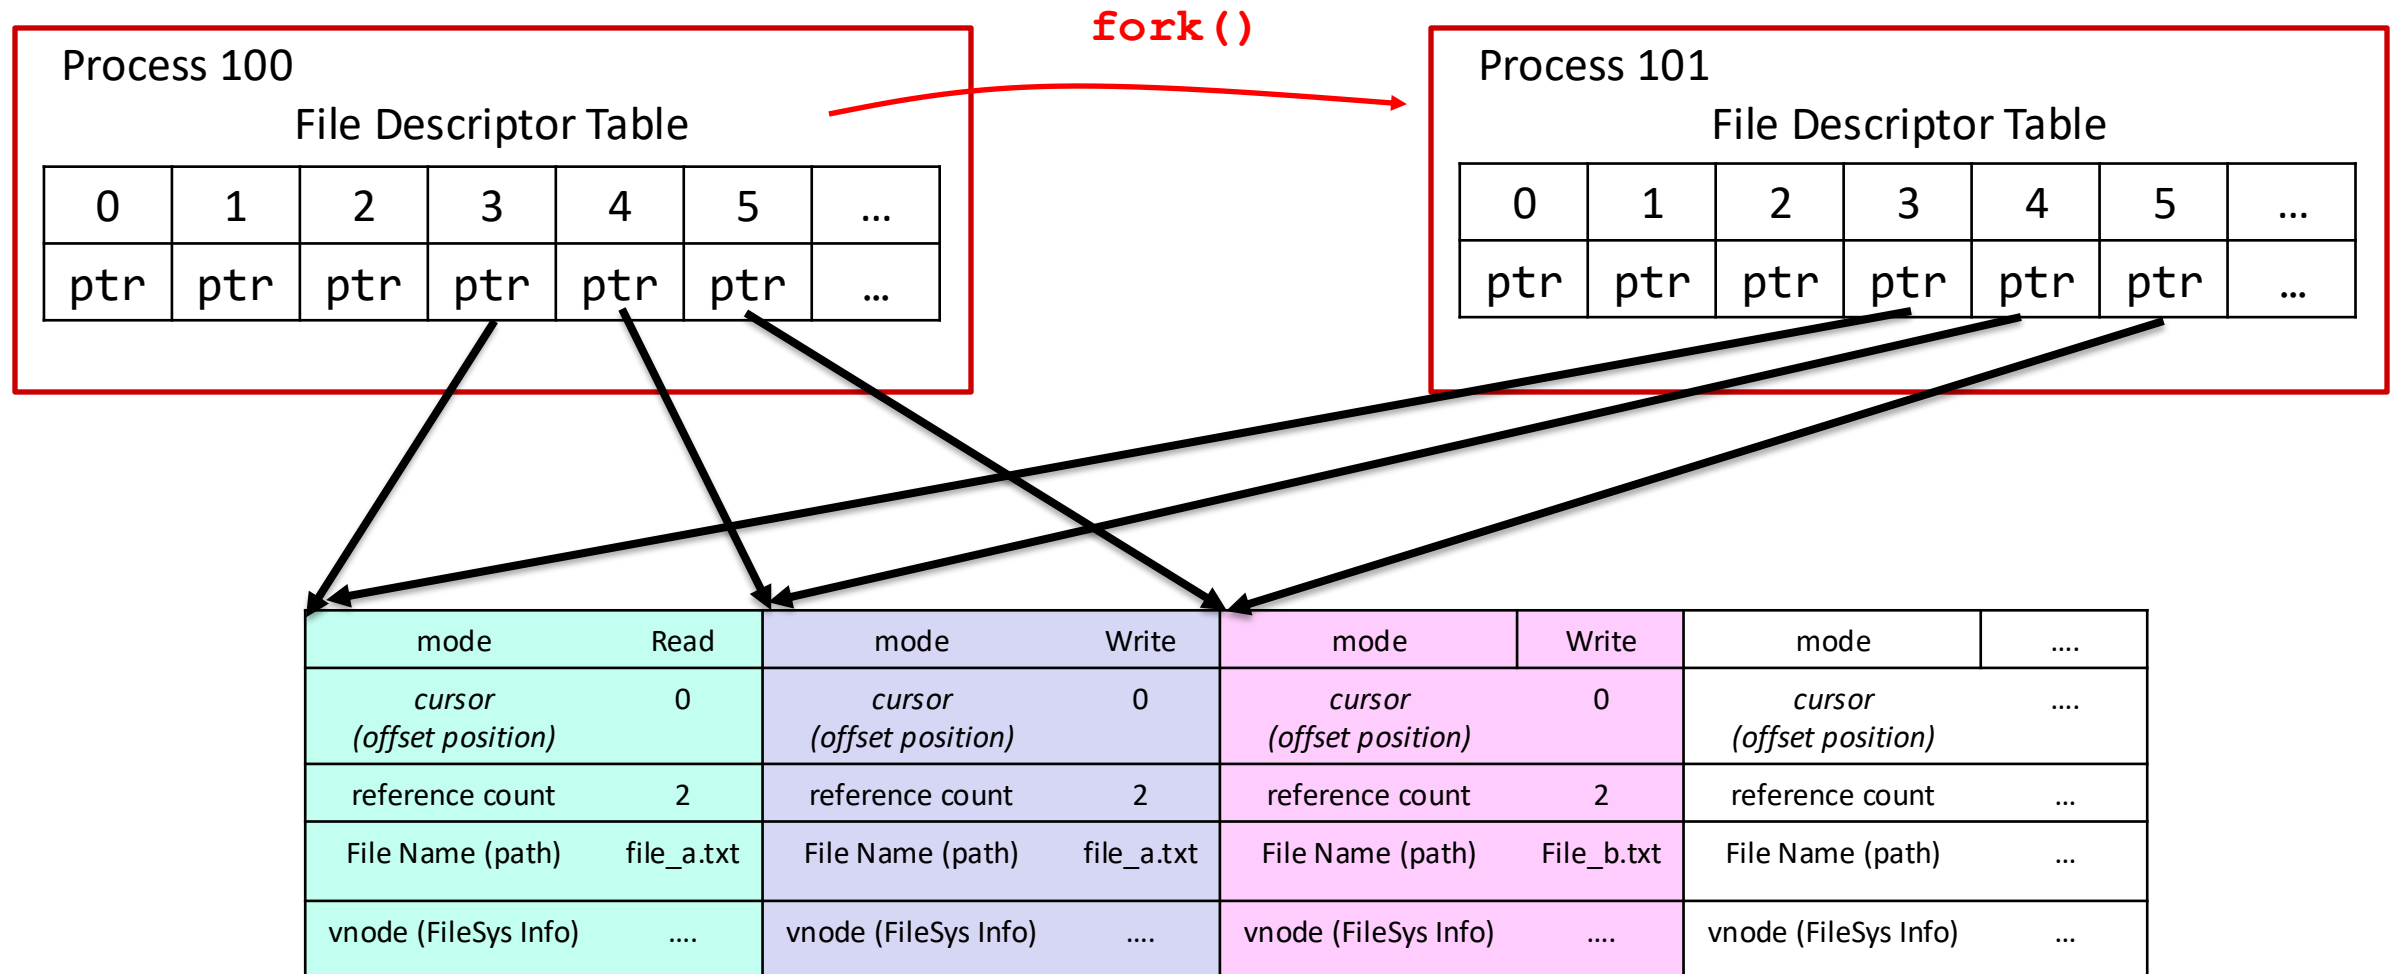 fork()
Process 100
File Descriptor Table
0 1 2 3 4 5 …
ptr ptr ptr ptr ptr ptr …
Process 101
File Descriptor Table
0 1 2 3 4 5 …
ptr ptr ptr ptr ptr ptr …
mode Read mode Write mode Write mode ….
cursor 0 cursor 0 cursor 0 cursor ….
(offset position) (offset position) (offset position) (offset position)
reference count 2 reference count 2 reference count 2 reference count …
File Name (path) file_a.txt File Name (path) file_a.txt File Name (path) File_b.txt File Name (path) …
vnode (FileSys Info) …. vnode (FileSys Info) …. vnode (FileSys Info) …. vnode (FileSys Info) …